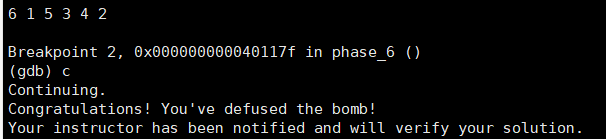 6 1 5 3 4 2
Breakpoint 2, 0x000000000040117f in phase_6 ()
(gdb) c
Continuing.
Congratulations! You've defused the bomb!
Your instructor has been notified and will verify your solution.